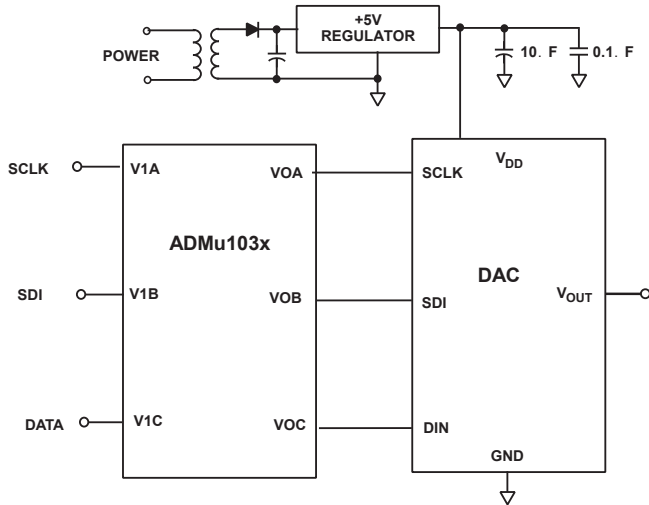 +5V
REGULATOR
POWER
10. F
0.1. F
SCLK
V1A
VOA
SCLK
VDD
ADMu103x
DAC
SDI
V1B
VOB
SDI
VOUT
DATA
V1C
VOC
DIN
GND